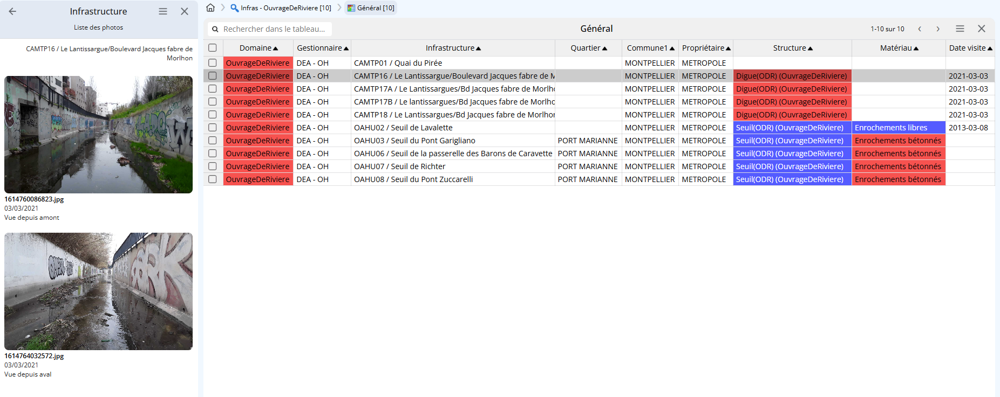 Infrastructure
Liste des photos
CAMTP16 / Le Lantissargue/Boulevard Jacques fabre de
Morlhon
1614760086823.jpg
03/03/2021
Vue depuis amont
1614764032572.jpg
03/03/2021
Vue depuis aval
Infras - OuvrageDeRiviere [10] Général [10]
Rechercher dans le tableau... Général 1-10 sur 10
Domaine Gestionnaire Infrastructure Quartier Commune1 Propriétaire Structure Matériau Date visite
OuvrageDeRiviere DEA - OH CAMTP01 / Quai du Pirée MONTPELLIER METROPOLE
OuvrageDeRiviere DEA - OH CAMTP16 / Le Lantissargue/Boulevard Jacques fabre de M MONTPELLIER METROPOLE Digue(ODR) (OuvrageDeRiviere) 2021-03-03
OuvrageDeRiviere DEA - OH CAMTP17A / Le Lantissargues/Bd Jacques fabre de Morlho MONTPELLIER METROPOLE Digue(ODR) (OuvrageDeRiviere) 2021-03-03
OuvrageDeRiviere DEA - OH CAMTP17B / Le lantissargues/Bd Jacques fabre de Morlho MONTPELLIER METROPOLE Digue(ODR) (OuvrageDeRiviere) 2021-03-03
OuvrageDeRiviere DEA - OH CAMTP18 / Le Lantissargues/Bd Jacques fabre de Morlhor MONTPELLIER METROPOLE Digue(ODR) (OuvrageDeRiviere) 2021-03-03
OuvrageDeRiviere DEA - OH OAHU02 / Seuil de Lavalette MONTPELLIER METROPOLE Seuil(ODR) (OuvrageDeRiviere) Enrochements libres 2013-03-08
OuvrageDeRiviere DEA - OH OAHU03 / Seuil du Pont Garigliano PORT MARIANNE MONTPELLIER METROPOLE Seuil(ODR) (OuvrageDeRiviere) Enrochements bétonnés
OuvrageDeRiviere DEA - OH OAHU06 / Seuil de la passerelle des Barons de Caravette PORT MARIANNE MONTPELLIER METROPOLE Seuil(ODR) (OuvrageDeRiviere) Enrochements bétonnés
OuvrageDeRiviere DEA - OH OAHU07 / Seuil de Richter PORT MARIANNE MONTPELLIER METROPOLE Seuil(ODR) (OuvrageDeRiviere) Enrochements bétonnés
OuvrageDeRiviere DEA - OH OAHU08 / Seuil du Pont Zuccarelli PORT MARIANNE MONTPELLIER METROPOLE Seuil(ODR) (OuvrageDeRiviere) Enrochements bétonnés